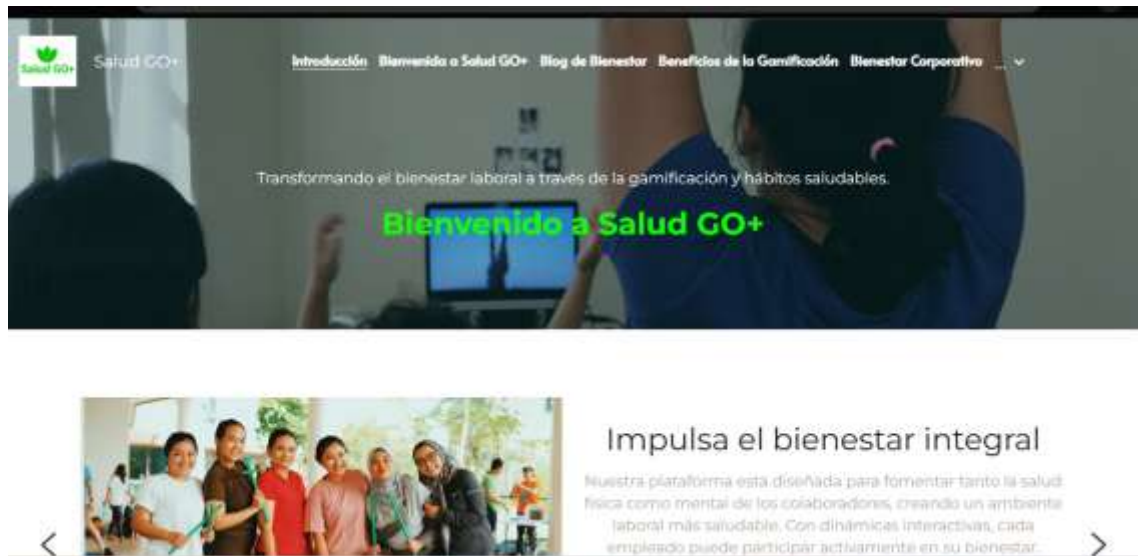 Salud GO+
Salud GO+
Introducción Bienvenida a Salud GO+ Blog de Bienestar Beneficios de la Gamificación Bienestar Corporativo ...
Transformando el bienestar laboral a través de la gamificación y hábitos saludables.
Bienvenido a Salud GO+
Impulsa el bienestar integral
Nuestra plataforma está diseñada para fomentar tanto la salud
física como mental de los colaboradores, creando un ambiente
laboral más saludable. Con dinámicas interactivas, cada
empleado puede participar activamente en su bienestar.